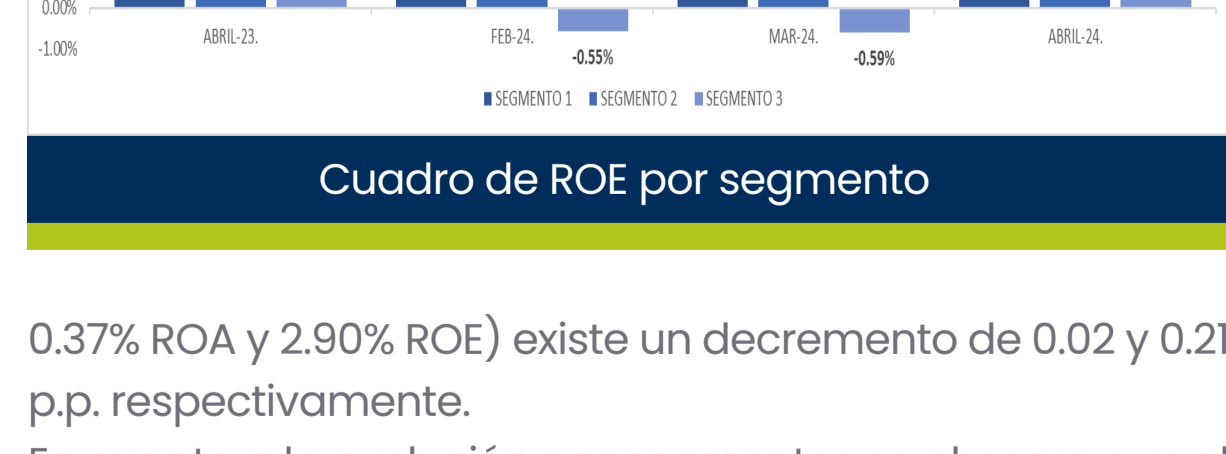 0.00%
-1.00%
ABRIL-23. FEB-24. MAR-24. ABRIL-24.
-0.55% -0.59%
SEGMENTO 1 SEGMENTO 2 SEGMENTO 3
Cuadro de ROE por segmento
0.37% ROA y 2.90% ROE) existe un decremento de 0.02 y 0.21
p.p. respectivamente.